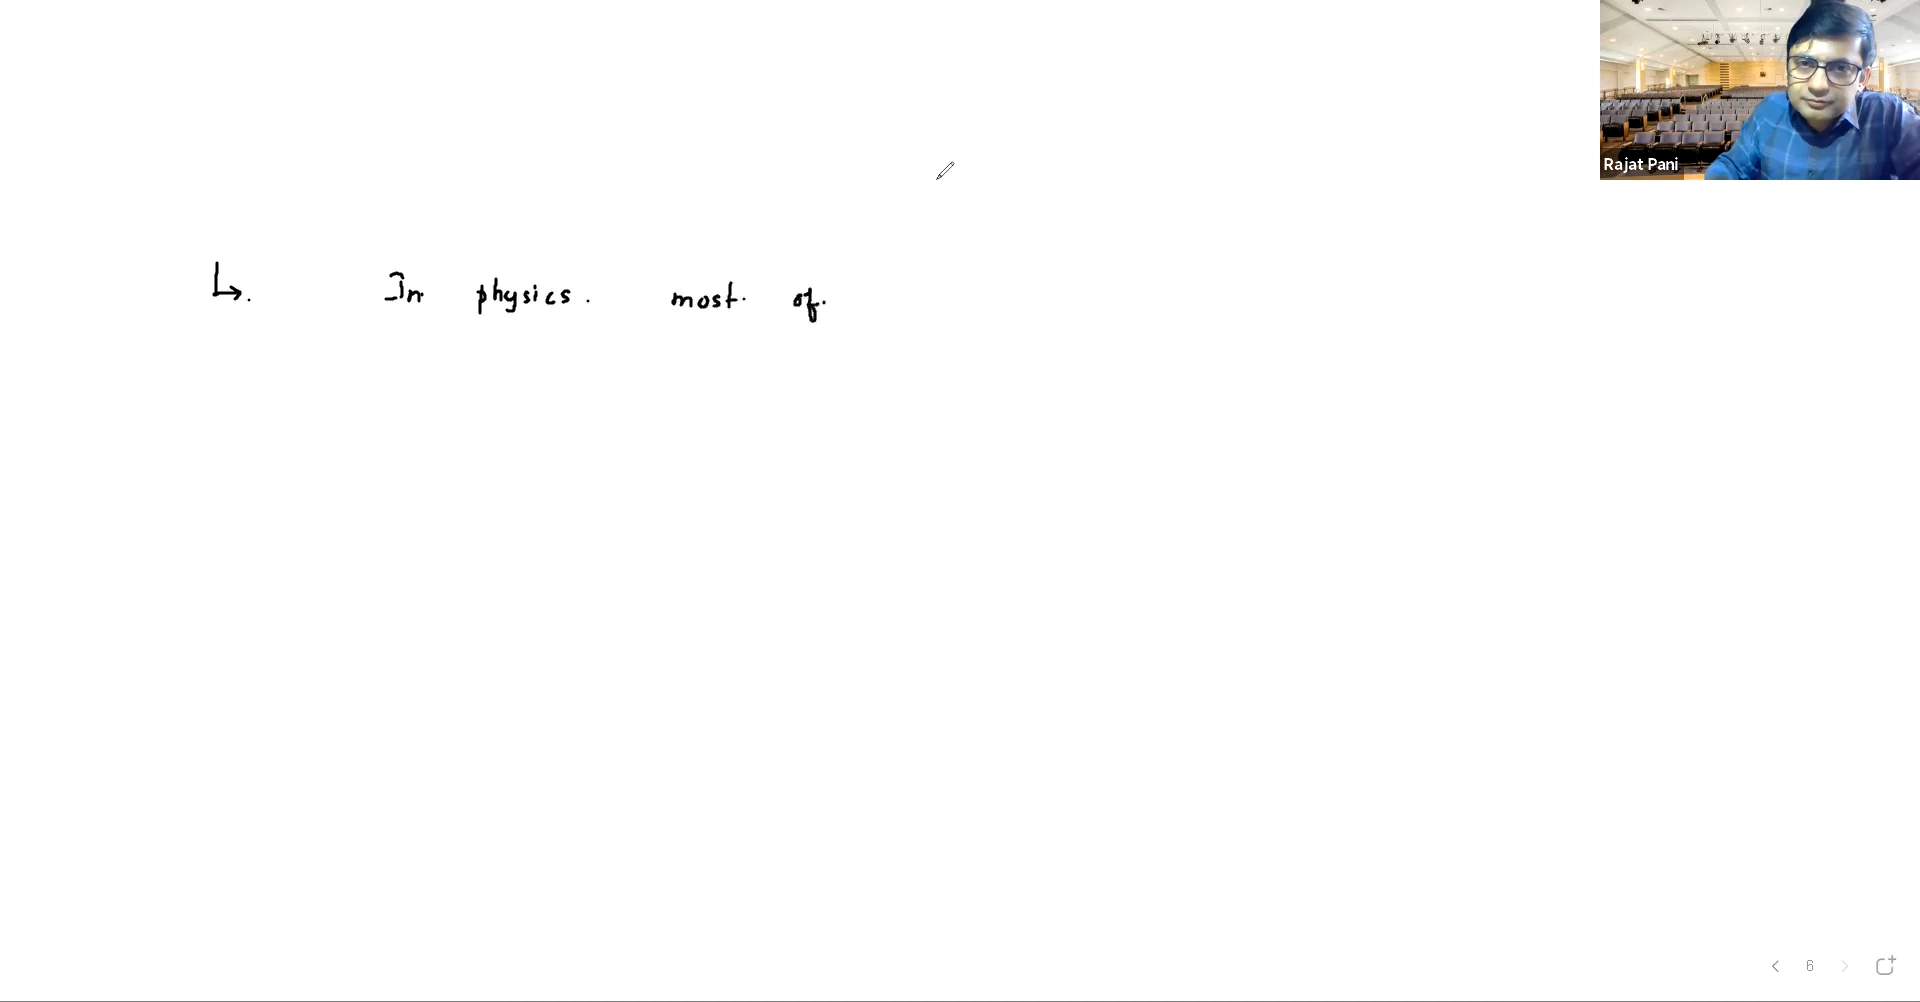 Rajat Pani
↳. In physics. most. of.
6